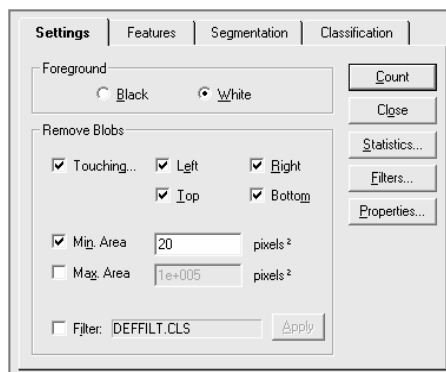 Settings Features Segmentation Classification
Foreground
Black White
Count
Close
Statistics...
Filters...
Properties...
Remove Blobs
Touching... Left Right
Top Bottom
Min. Area 20 pixels²
Max. Area 1e+005 pixels²
Filter: DEFFILT.CLS Apply